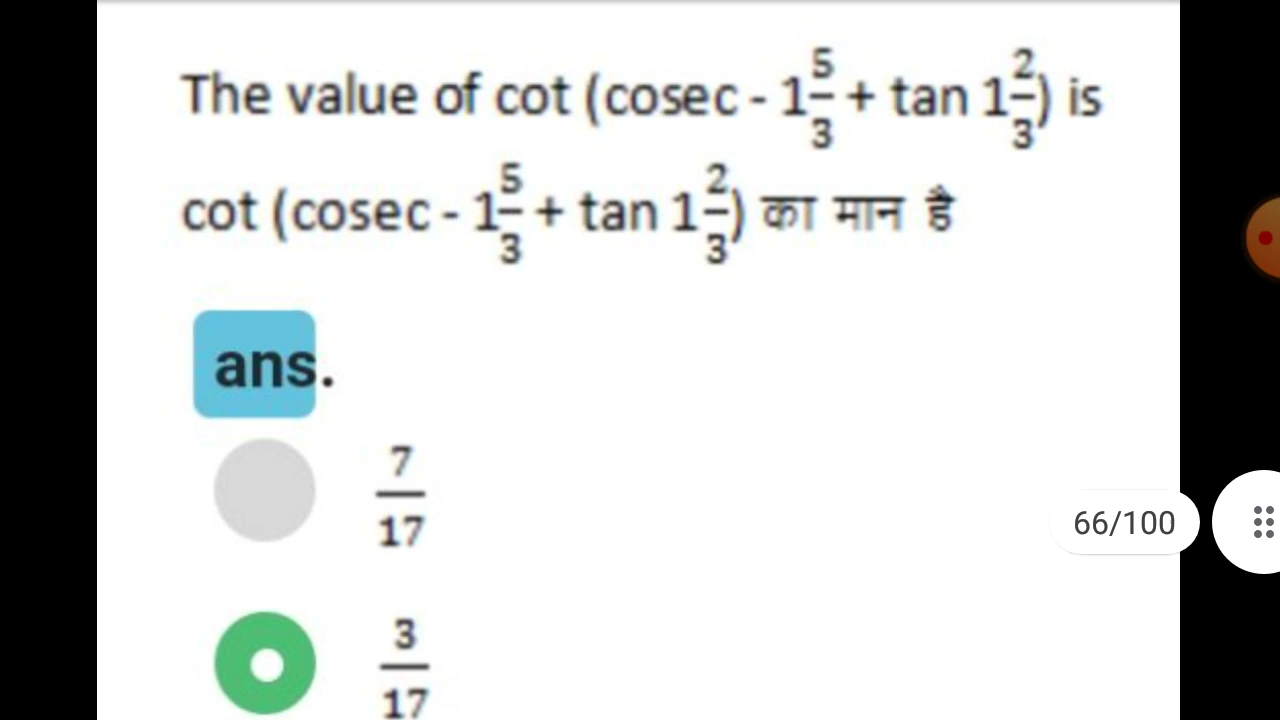 The value of cot (cosec - 1 5/3 + tan 1 2/3) is
cot (cosec - 1 5/3 + tan 1 2/3) का मान है
ans.
7/17
66/100
3/17